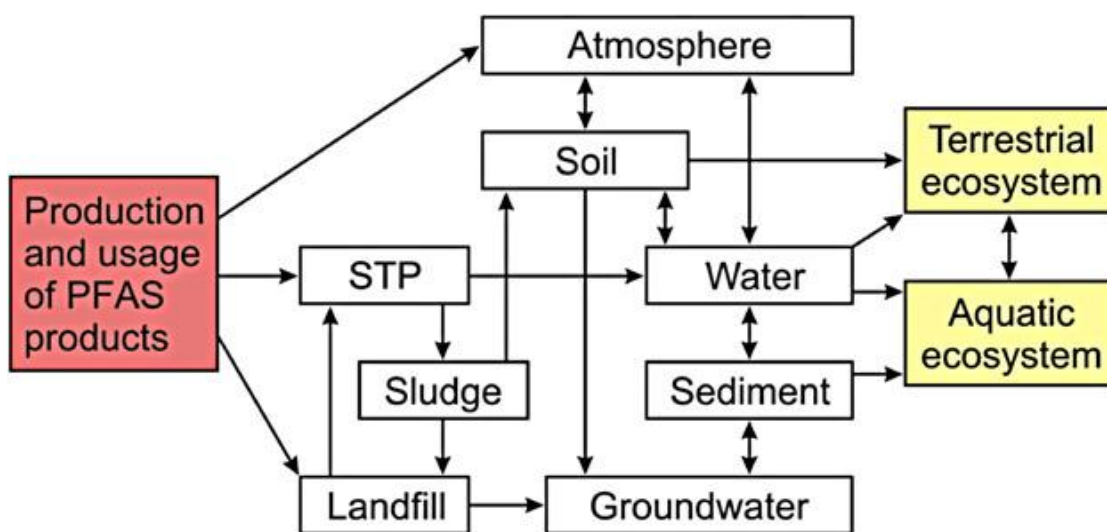 Atmosphere
Soil
Terrestrial
ecosystem
Production
and usage
of PFAS
products
STP
Water
Aquatic
ecosystem
Sludge
Sediment
Landfill
Groundwater